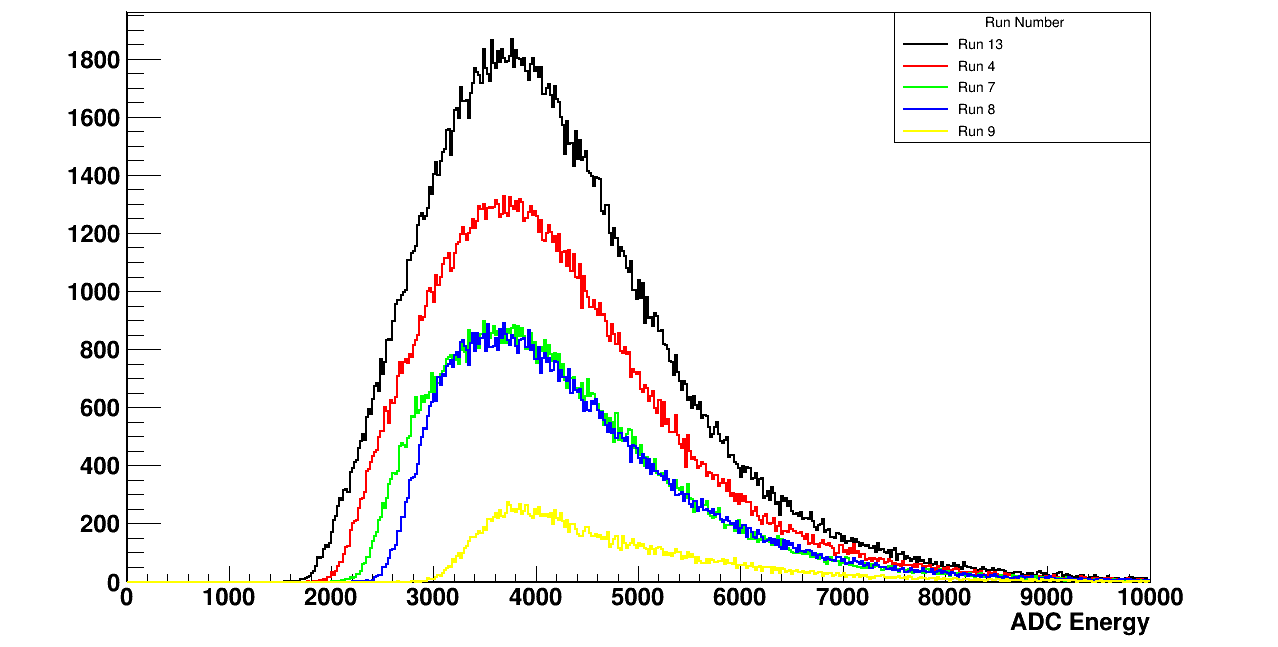 Run Number
Run 13
Run 4
Run 7
Run 8
Run 9
1800
1600
1400
1200
1000
800
600
400
200
0
0 1000 2000 3000 4000 5000 6000 7000 8000 9000 10000
ADC Energy